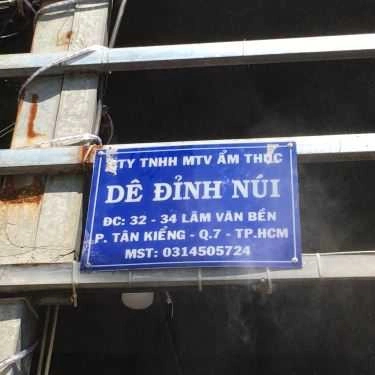 CTY TNHH MTV ẨM THỰC
DÊ ĐỈNH NÚI
ĐC: 32 - 34 LÂM VĂN BỀN
P. TÂN KIỂNG - Q.7 - TP.HCM
MST: 0314505724